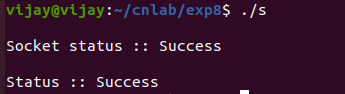 vijay@vijay:~/cnlab/exp8$ ./s
Socket status :: Success
Status :: Success